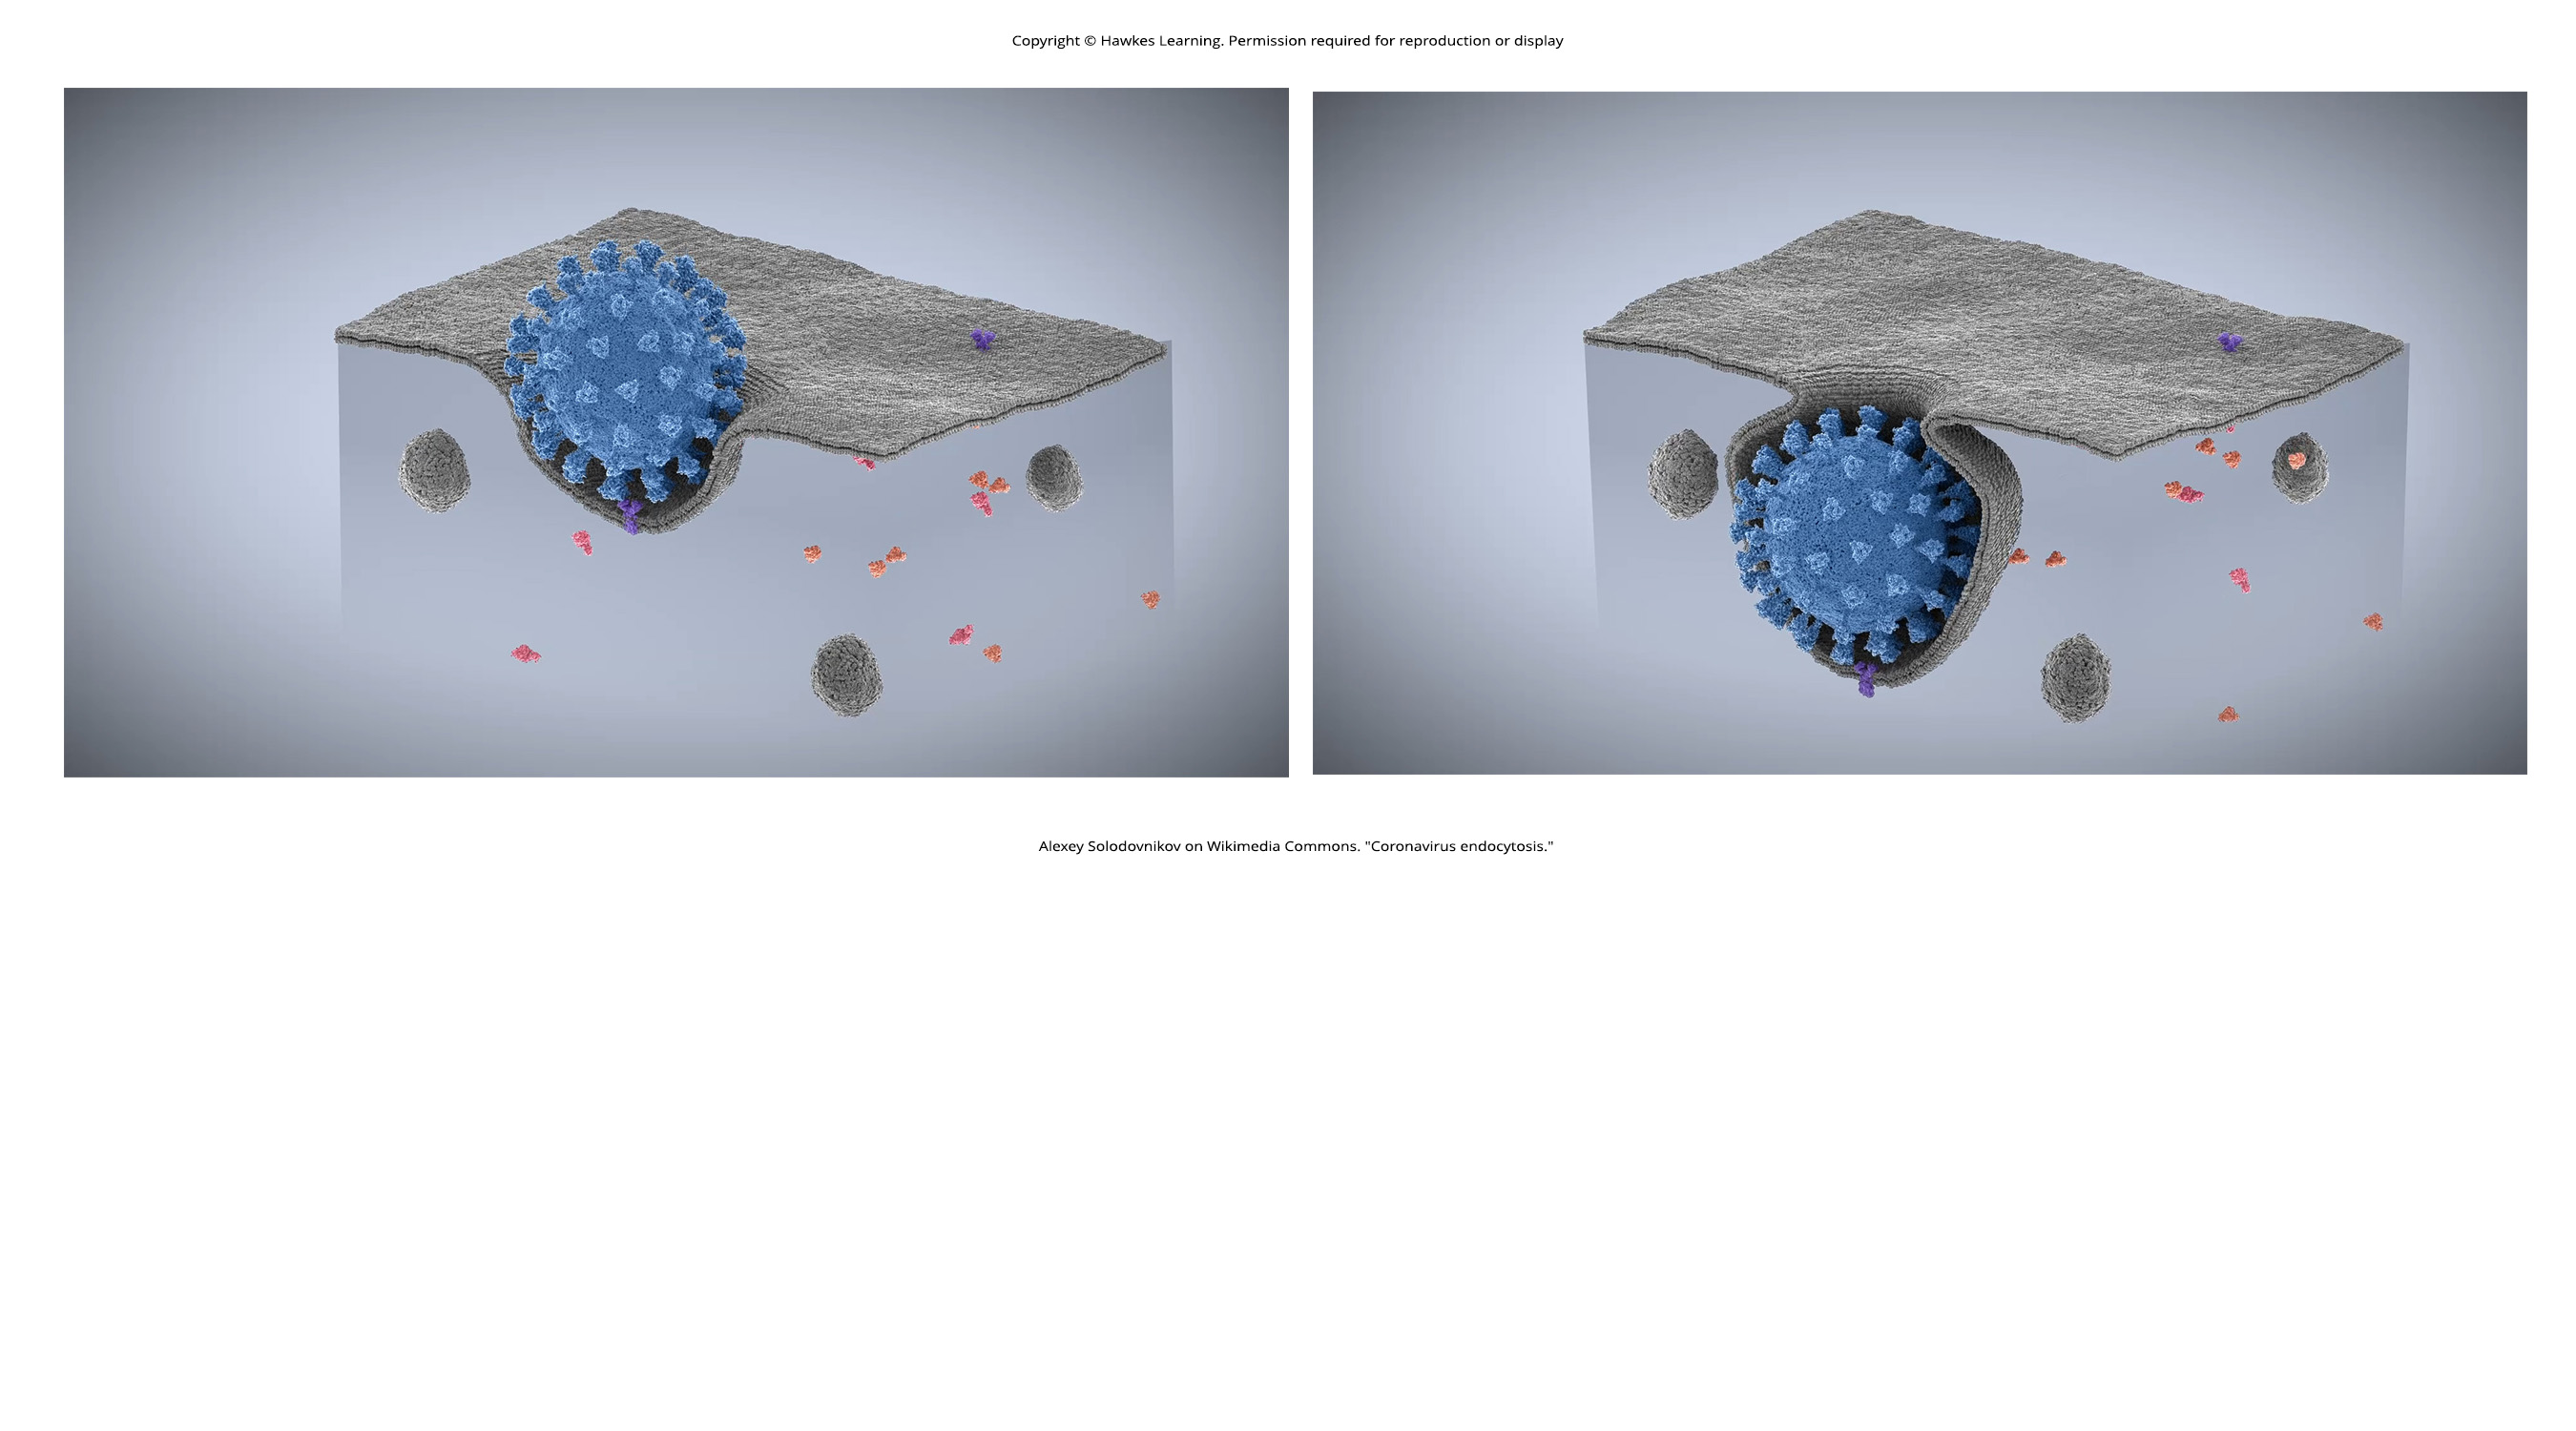 Copyright © Hawkes Learning. Permission required for reproduction or display
Alexey Solodovnikov on Wikimedia Commons. "Coronavirus endocytosis."